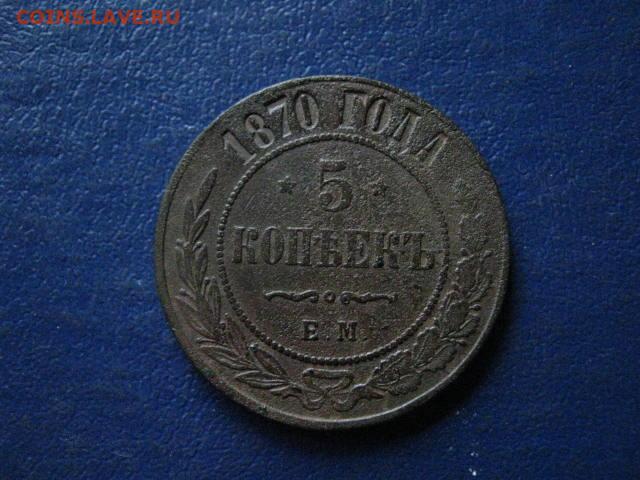 COINS.LAVE.RU
1870 ГОДА
5
КОПѢЕКЪ
Е.М.